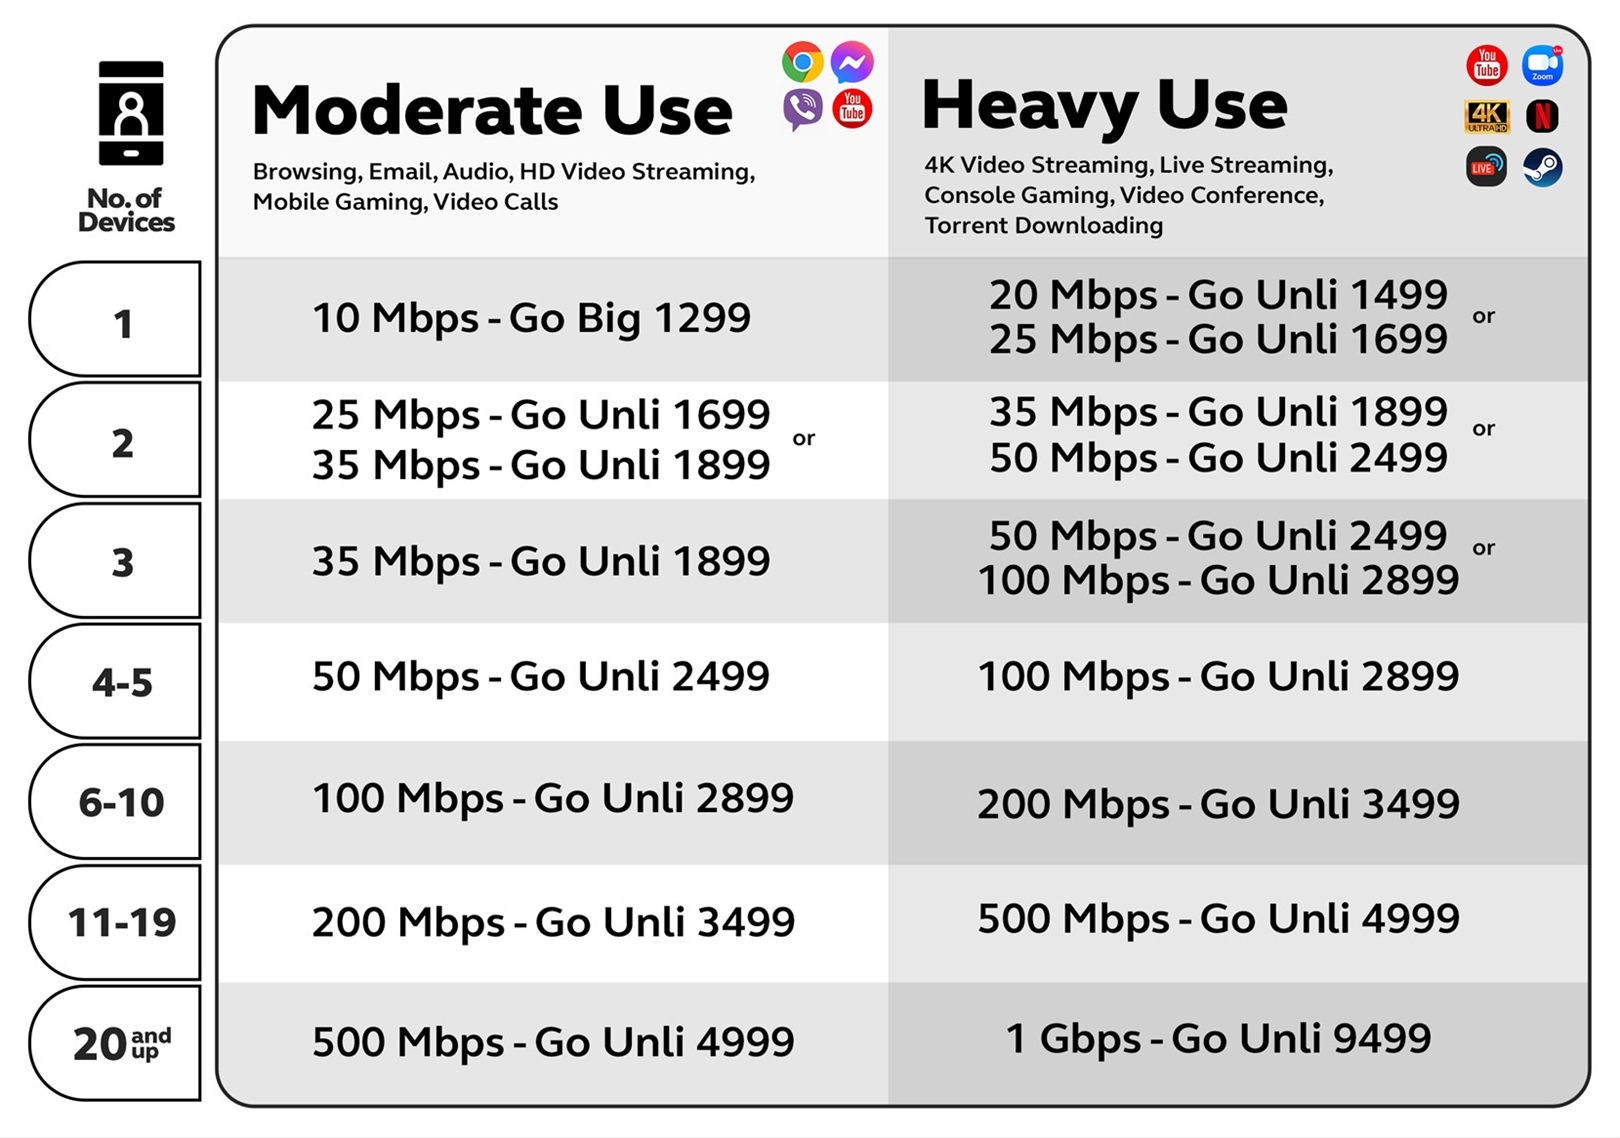 No. of
Devices
Moderate Use
Browsing, Email, Audio, HD Video Streaming,
Mobile Gaming, Video Calls
You
Tube
Heavy Use
4K Video Streaming, Live Streaming,
Console Gaming, Video Conference,
Torrent Downloading
You
Tube
Zoom
4K
ULTRA HD
N
LIVE
1
10 Mbps - Go Big 1299
20 Mbps - Go Unli 1499
or
25 Mbps - Go Unli 1699
2
25 Mbps - Go Unli 1699
or
35 Mbps - Go Unli 1899
35 Mbps - Go Unli 1899
or
50 Mbps - Go Unli 2499
3
35 Mbps - Go Unli 1899
50 Mbps - Go Unli 2499
or
100 Mbps - Go Unli 2899
4-5
50 Mbps - Go Unli 2499
100 Mbps - Go Unli 2899
6-10
100 Mbps - Go Unli 2899
200 Mbps - Go Unli 3499
11-19
200 Mbps - Go Unli 3499
500 Mbps - Go Unli 4999
20 and up
500 Mbps - Go Unli 4999
1 Gbps - Go Unli 9499